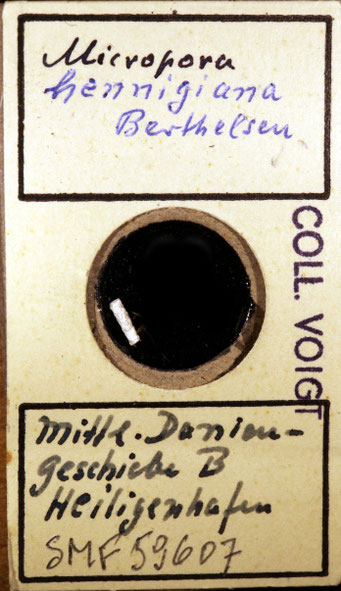 Micropora
hennigiana
Berthelsen
COLL. VOIGT
Mittl. Danien-
geschiebe B
Heiligenhafen
SMF 59607